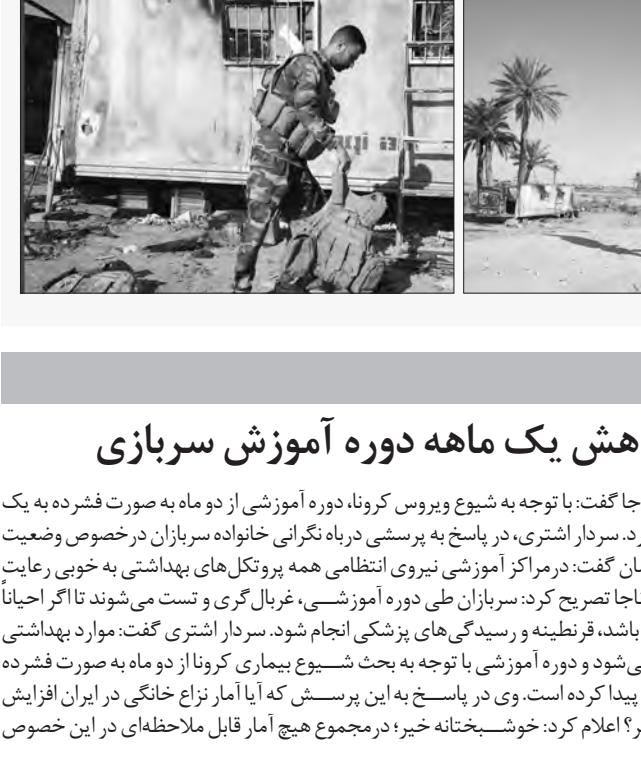 هش یک ماهه دوره آموزش سربازی
جا گفت: با توجه به شیوع ویروس کرونا، دوره آموزشی از دو ماه به صورت فشرده به یک
رد. سردار اشتری، در پاسخ به پرسشی درباه نگرانی خانواده سربازان درخصوص وضعیت
ان گفت: درمراکز آموزشی نیروی انتظامی همه پروتکل‌های بهداشتی به خوبی رعایت
اجا تصریح کرد: سربازان طی دوره آموزشی، غربال‌گری و تست می‌شوند تا اگر احیاناً
باشد، قرنطینه و رسیدگی‌های پزشکی انجام شود. سردار اشتری گفت: موارد بهداشتی
ی‌شود و دوره آموزشی با توجه به بحث شیوع بیماری کرونا از دو ماه به صورت فشرده
پیدا کرده است. وی در پاسخ به این پرسش که آیا آمار نزاع خانگی در ایران افزایش
ر؟ اعلام کرد: خوشبختانه خیر؛ درمجموع هیچ آمار قابل ملاحظه‌ای در این خصوص